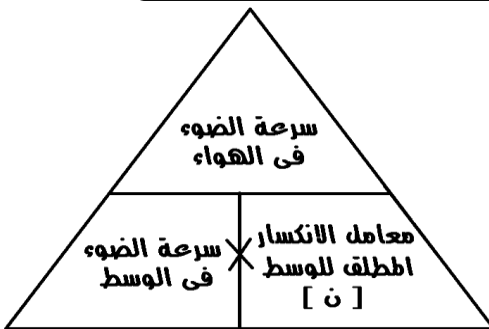 سرعة الضوء
فى الهواء
معامل الانكسار
المطلق للوسط
[ ن ]
×
سرعة الضوء
فى الوسط